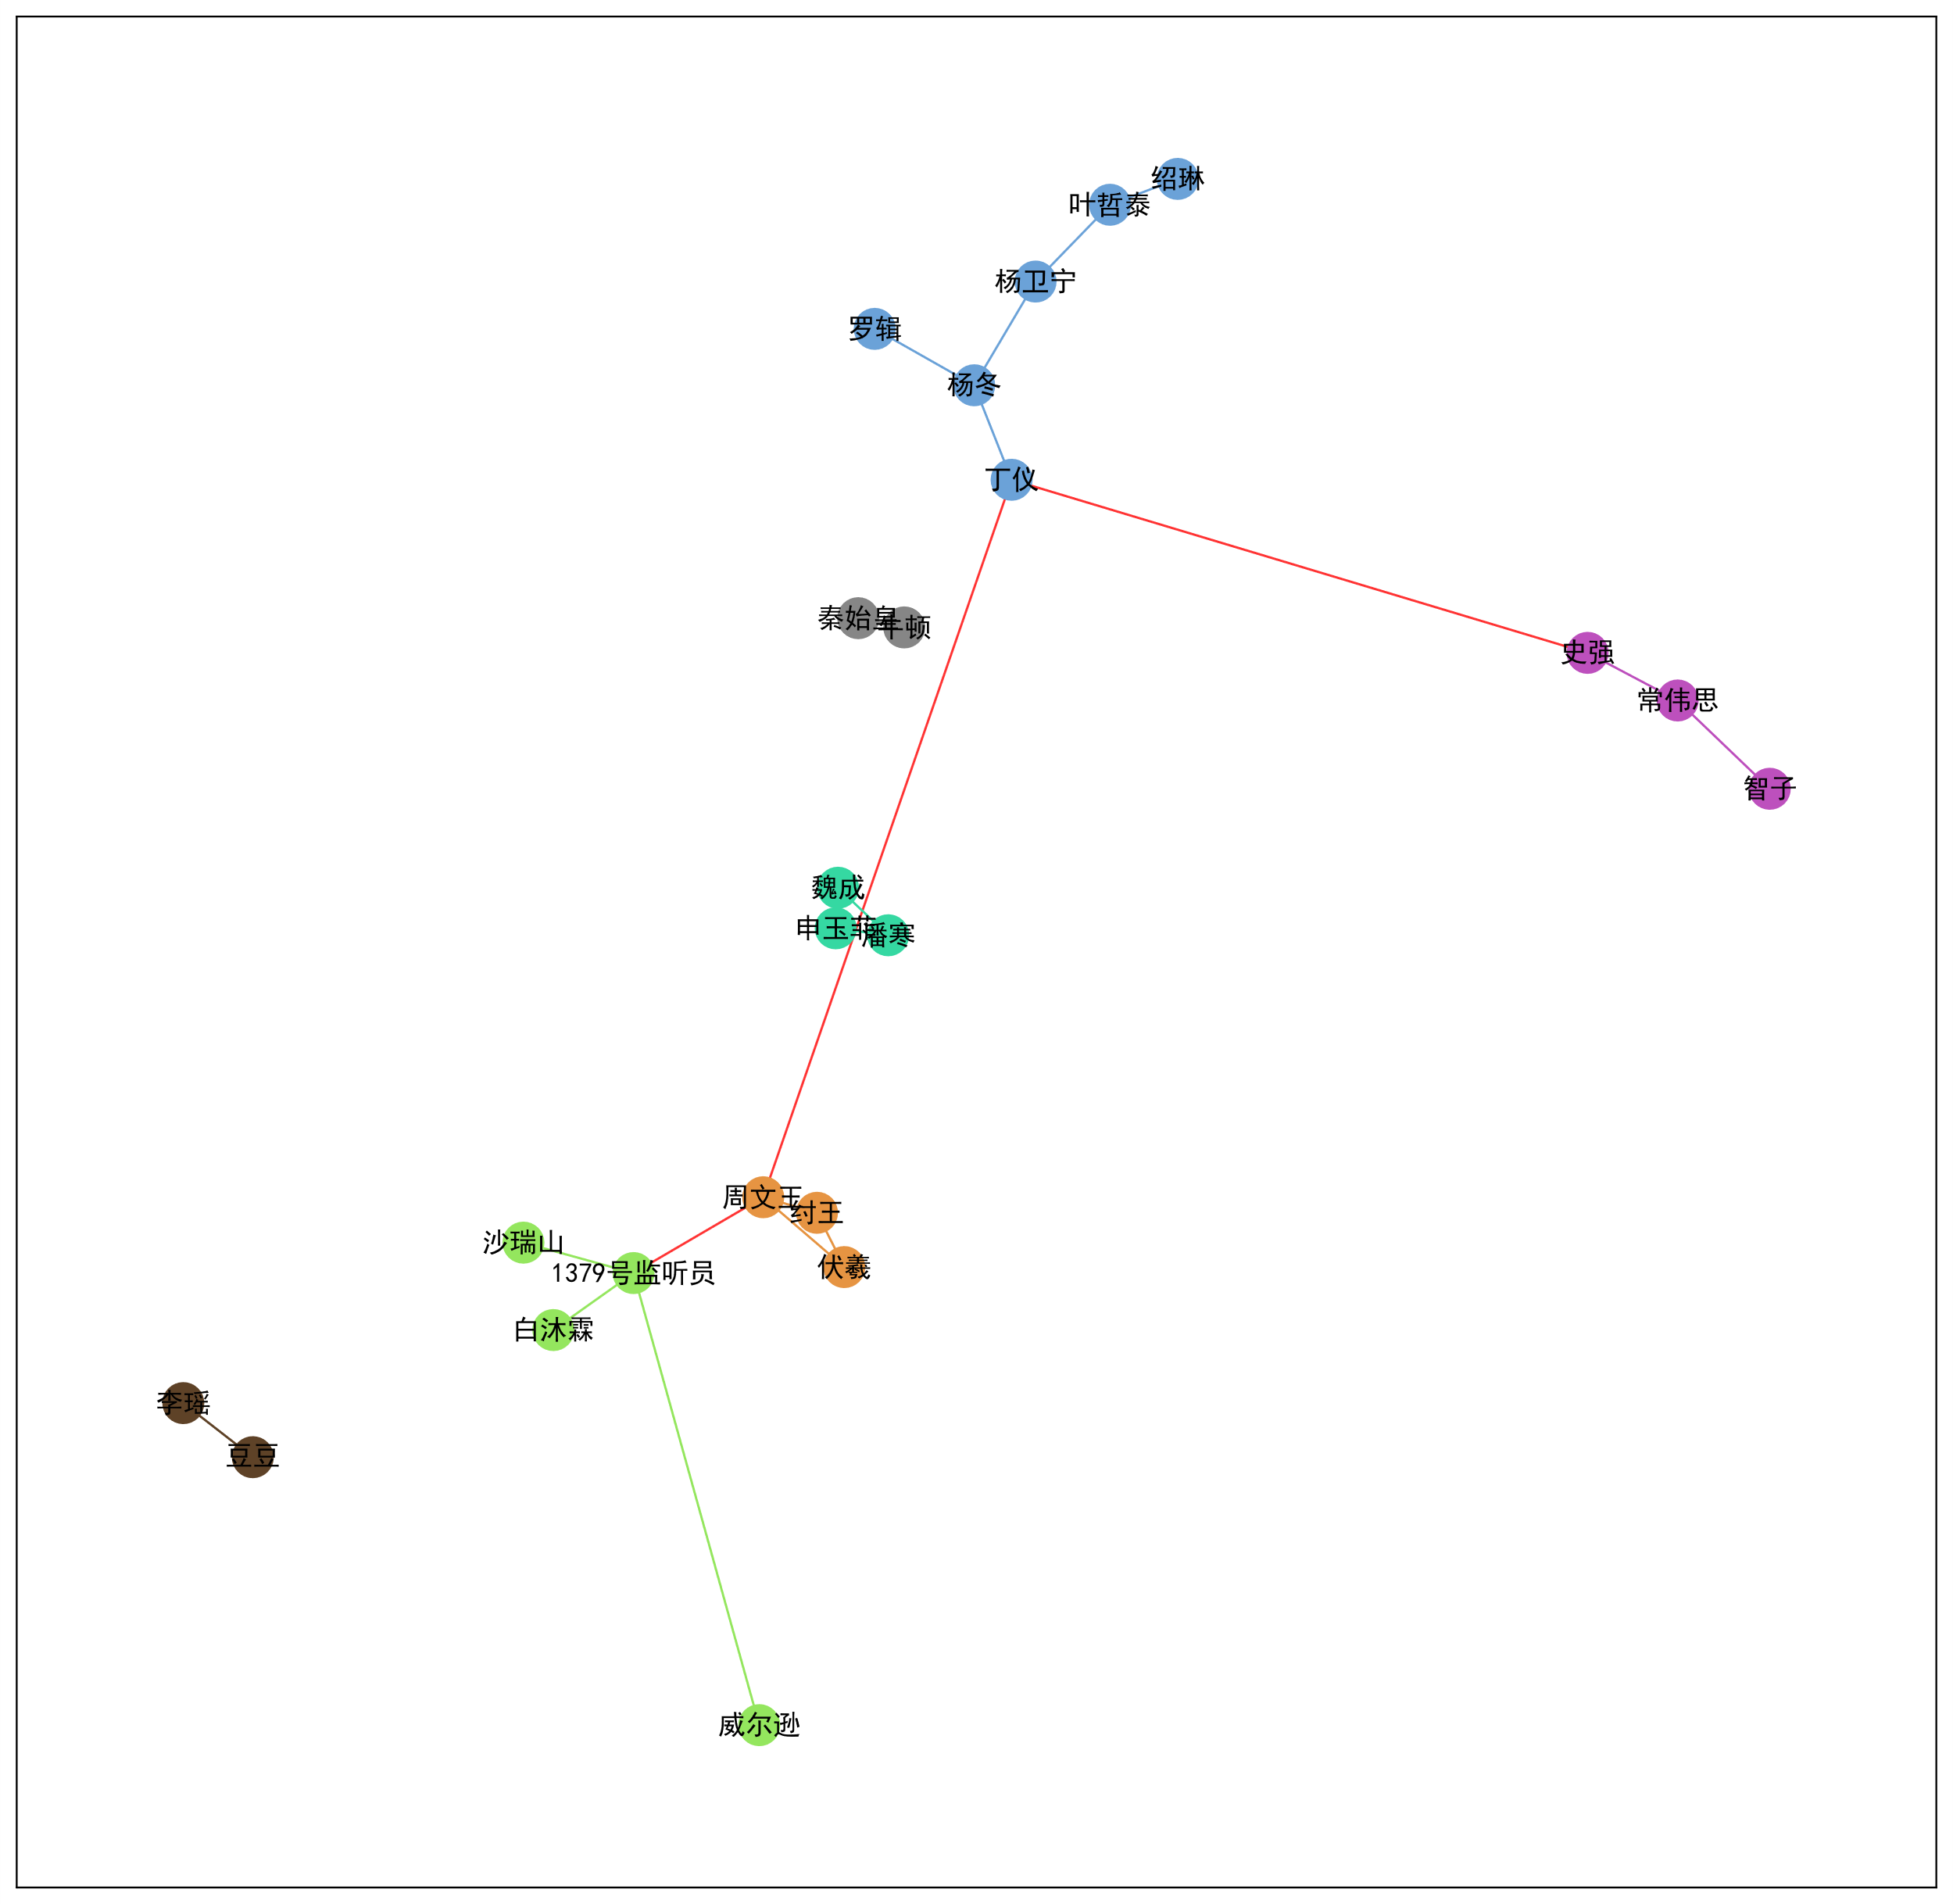 绍琳
叶哲泰
杨卫宁
罗辑
杨冬
丁仪
秦始皇
牛顿
史强
常伟思
智子
魏成
申玉菲
潘寒
周文王
纣王
沙瑞山
伏羲
1379号监听员
白沐霖
李瑶
豆豆
威尔逊